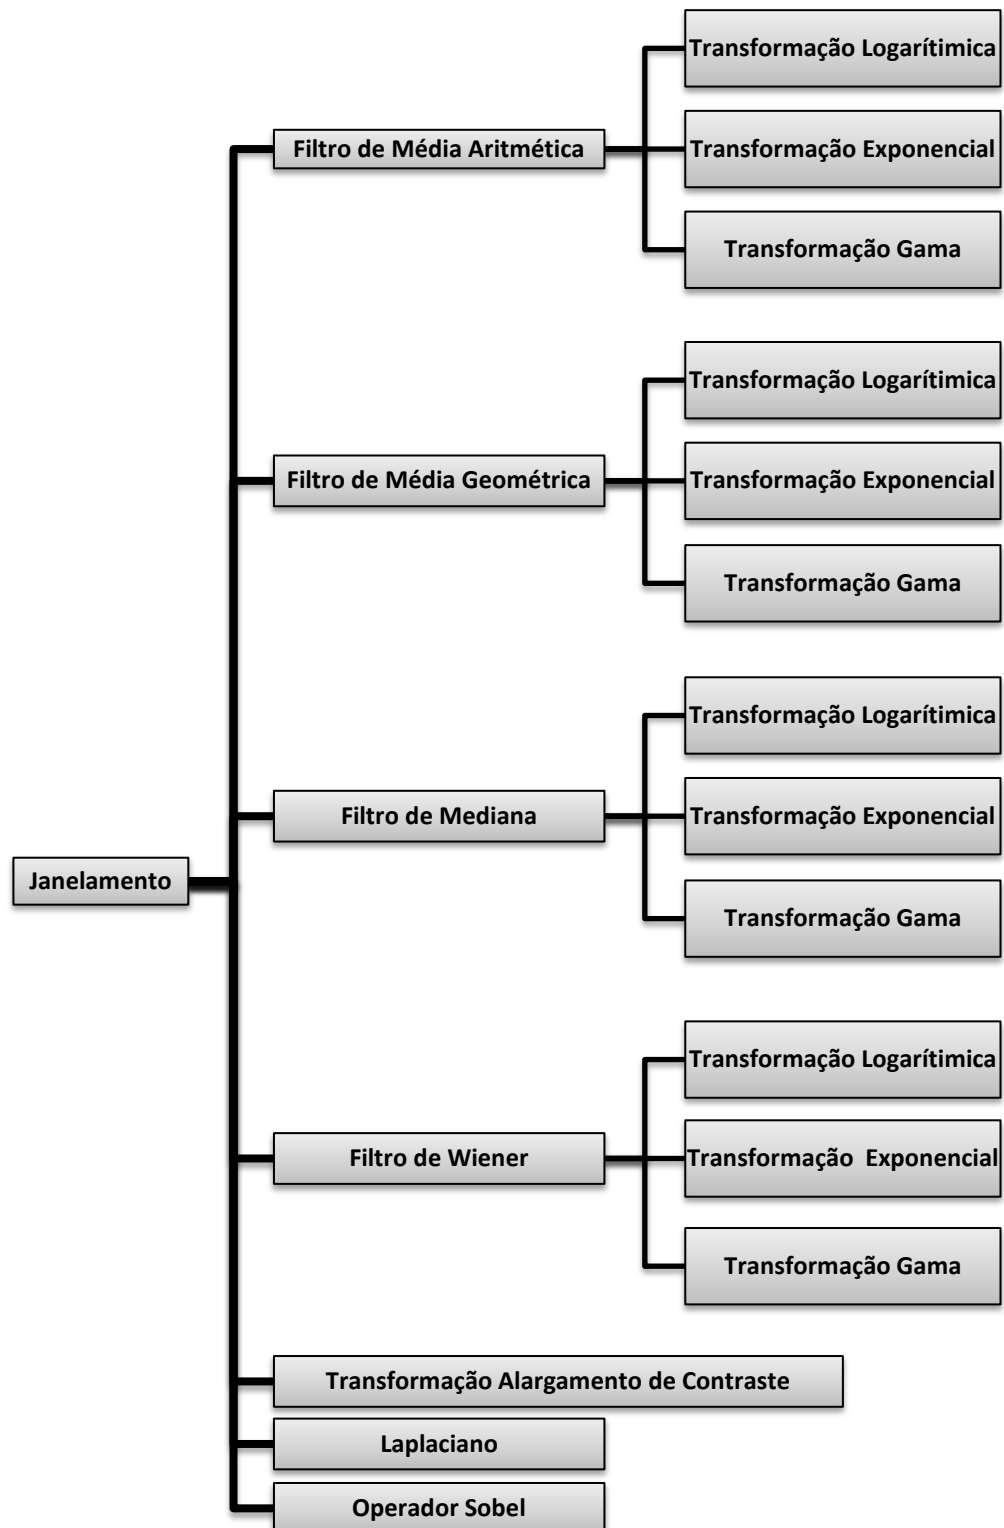 Transformação Logarítimica
Filtro de Média Aritmética
Transformação Exponencial
Transformação Gama
Transformação Logarítimica
Filtro de Média Geométrica
Transformação Exponencial
Transformação Gama
Transformação Logarítimica
Filtro de Mediana
Transformação Exponencial
Transformação Gama
Janelamento
Transformação Logarítimica
Filtro de Wiener
Transformação Exponencial
Transformação Gama
Transformação Alargamento de Contraste
Laplaciano
Operador Sobel